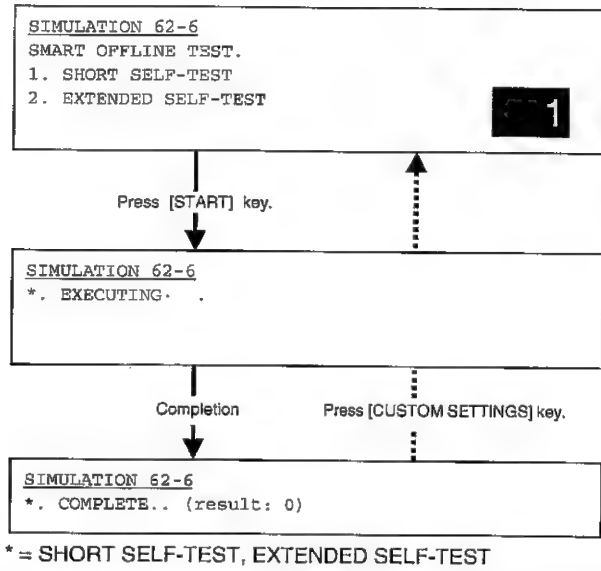 SIMULATION 62-6
SMART OFFLINE TEST.
1. SHORT SELF-TEST
2. EXTENDED SELF-TEST
1
Press [START] key.
SIMULATION 62-6
*. EXECUTING· .
Completion
Press [CUSTOM SETTINGS] key.
SIMULATION 62-6
*. COMPLETE.. (result: 0)
* = SHORT SELF-TEST, EXTENDED SELF-TEST